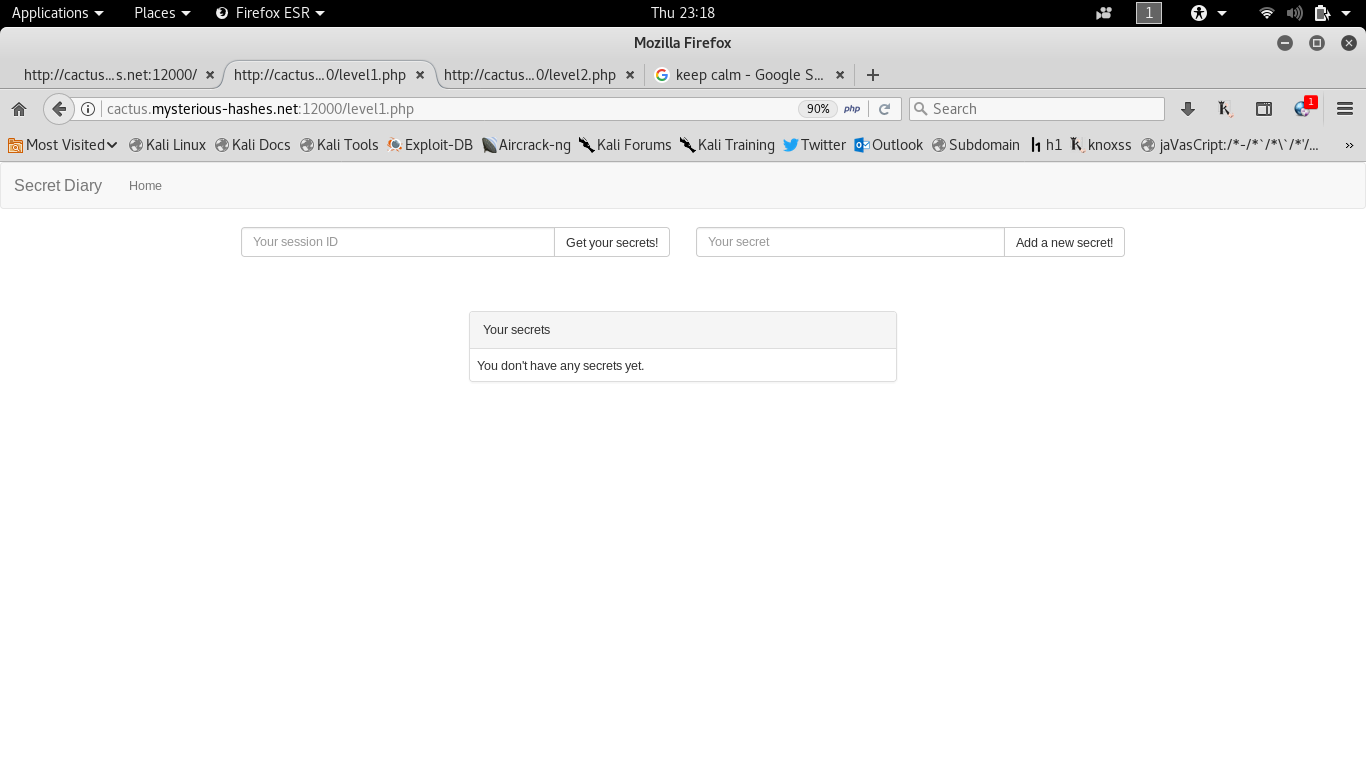 Applications Places Firefox ESR Thu 23:18 1
Mozilla Firefox
http://cactus...s.net:12000/ http://cactus...0/level1.php http://cactus...0/level2.php keep calm - Google S...
cactus.mysterious-hashes.net:12000/level1.php 90% php Search 1
Most Visited Kali Linux Kali Docs Kali Tools Exploit-DB Aircrack-ng Kali Forums Kali Training Twitter Outlook Subdomain h1 knoxss jaVasCript:/*-/*`/*\`/*'/... »
Secret Diary Home
Your session ID Get your secrets! Your secret Add a new secret!
Your secrets
You don't have any secrets yet.